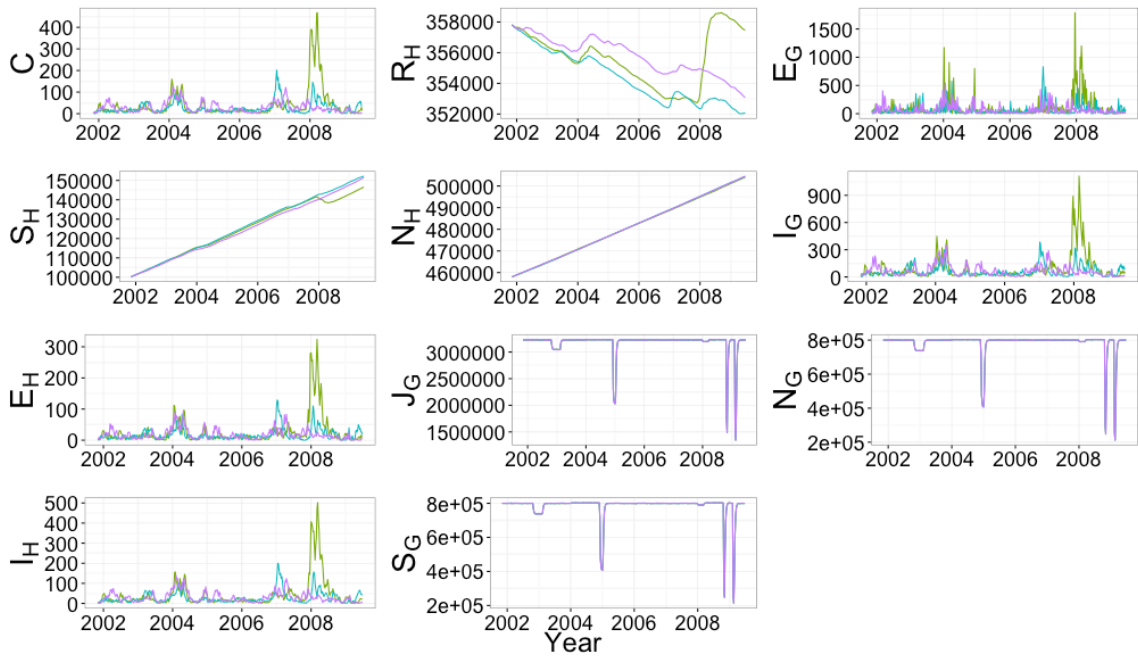 C
400
300
200
100
0
2002 2004 2006 2008
R_H
358000
356000
354000
352000
2002 2004 2006 2008
E_G
1500
1000
500
0
2002 2004 2006 2008
S_H
150000
140000
130000
120000
110000
100000
2002 2004 2006 2008
N_H
500000
490000
480000
470000
460000
2002 2004 2006 2008
I_G
900
600
300
0
2002 2004 2006 2008
E_H
300
200
100
0
2002 2004 2006 2008
J_G
3000000
2500000
2000000
1500000
2002 2004 2006 2008
N_G
8e+05
6e+05
4e+05
2e+05
2002 2004 2006 2008
I_H
500
400
300
200
100
0
2002 2004 2006 2008
S_G
8e+05
6e+05
4e+05
2e+05
2002 2004 2006 2008
Year